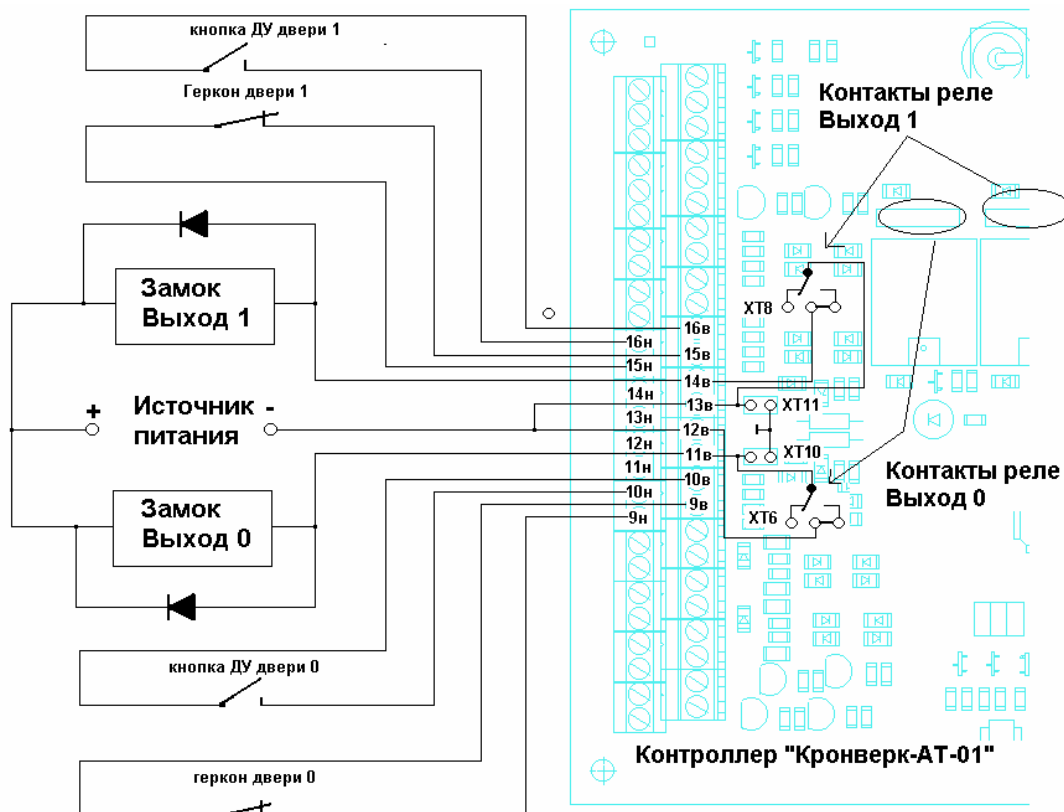 кнопка ДУ двери 1
Геркон двери 1
Контакты реле
Выход 1
Замок
Выход 1
XT8
16в
16н
15в
15н
14в
14н
13в
XT11
13н
12в
12н
11в
XT10
11н
10в
10н
9в
9н
+ Источник -
питания
Контакты реле
Выход 0
XT6
Замок
Выход 0
кнопка ДУ двери 0
Контроллер "Кронверк-АТ-01"
геркон двери 0